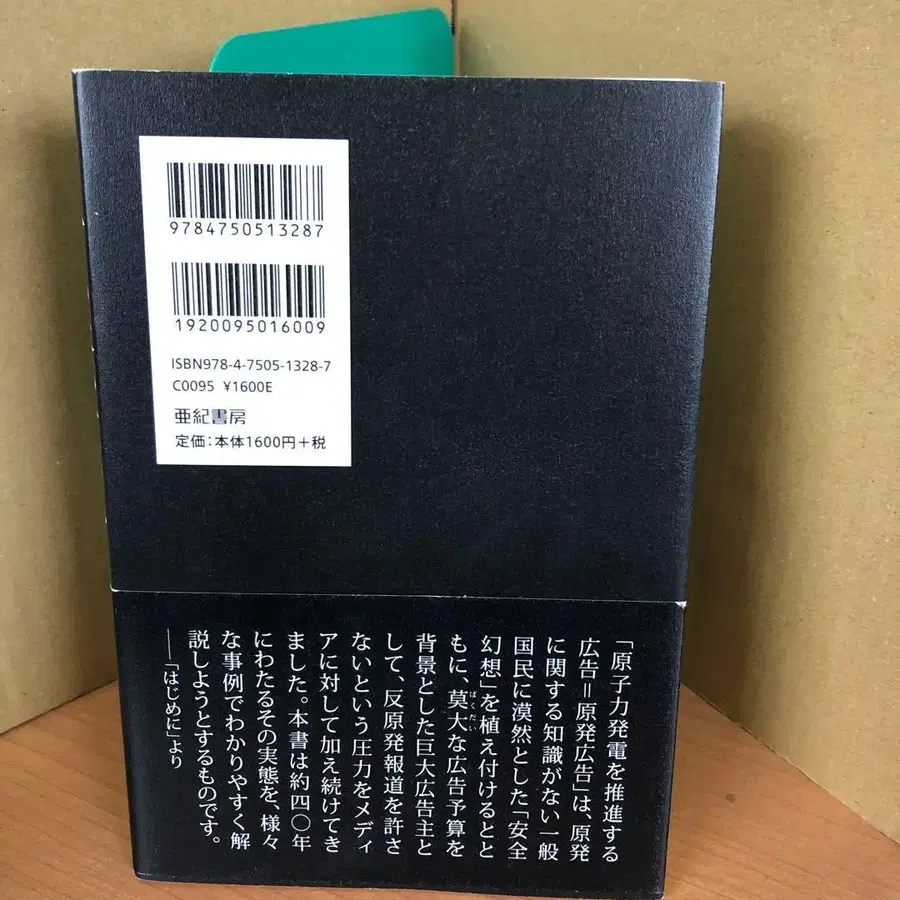 9784750513287
1920095016009
ISBN978-4-7505-1328-7
C0095 ¥1600E
亜紀書房
定価:本体1600円+税
「原子力発電を推進する
広告=原発広告」は、原発
に関する知識がない一般
国民に漠然とした「安全
幻想」を植え付けるとと
もに、莫大な広告予算を
ばくだい
背景とした巨大広告主と
して、反原発報道を許さ
ないという圧力をメディ
アに対して加え続けてき
ました。本書は約四〇年
にわたるその実態を、様々
な事例でわかりやすく解
説しようとするものです。
──「はじめに」より